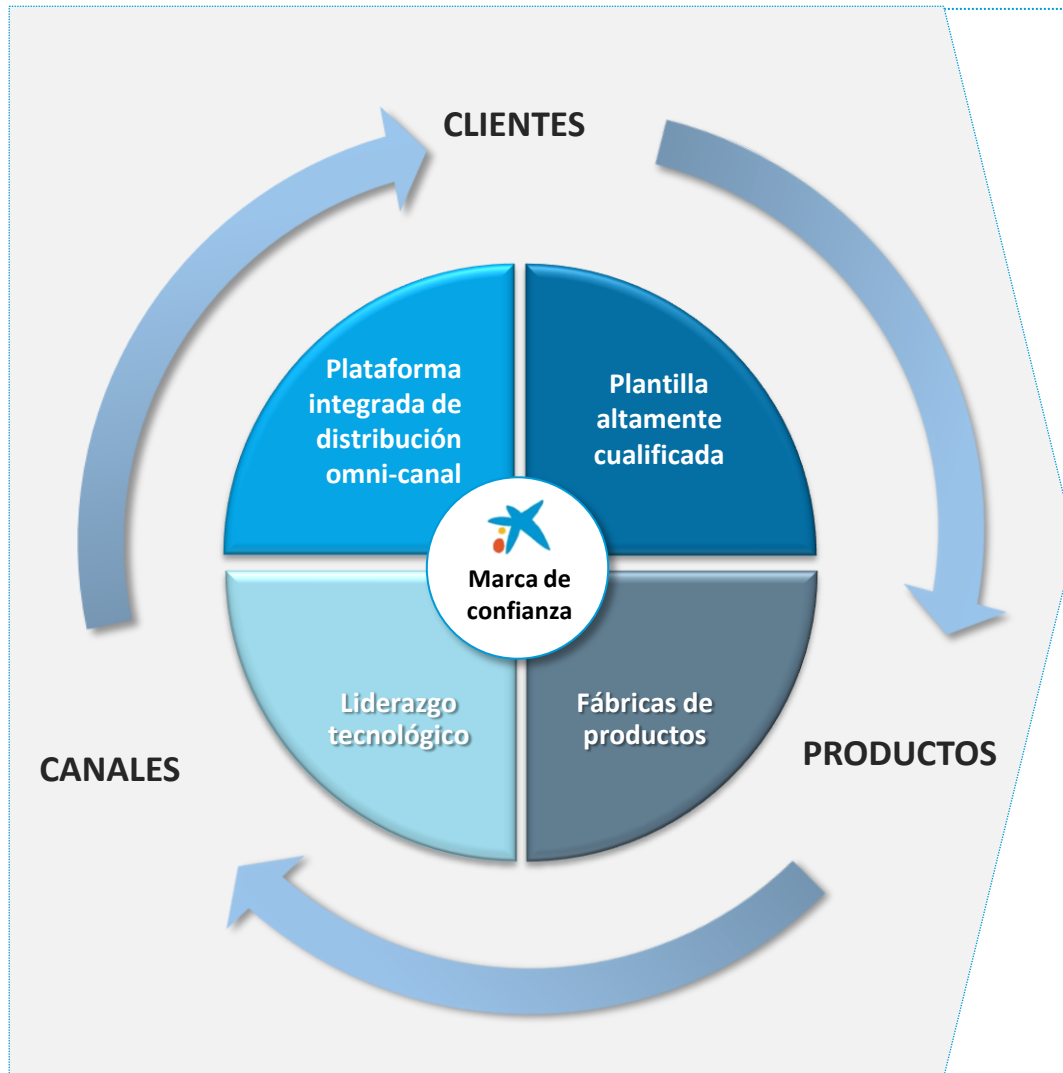 CLIENTES
Plataforma
integrada de
distribución
omni-canal
Plantilla
altamente
cualificada
Marca de
confianza
Liderazgo
tecnológico
Fábricas de
productos
CANALES
PRODUCTOS